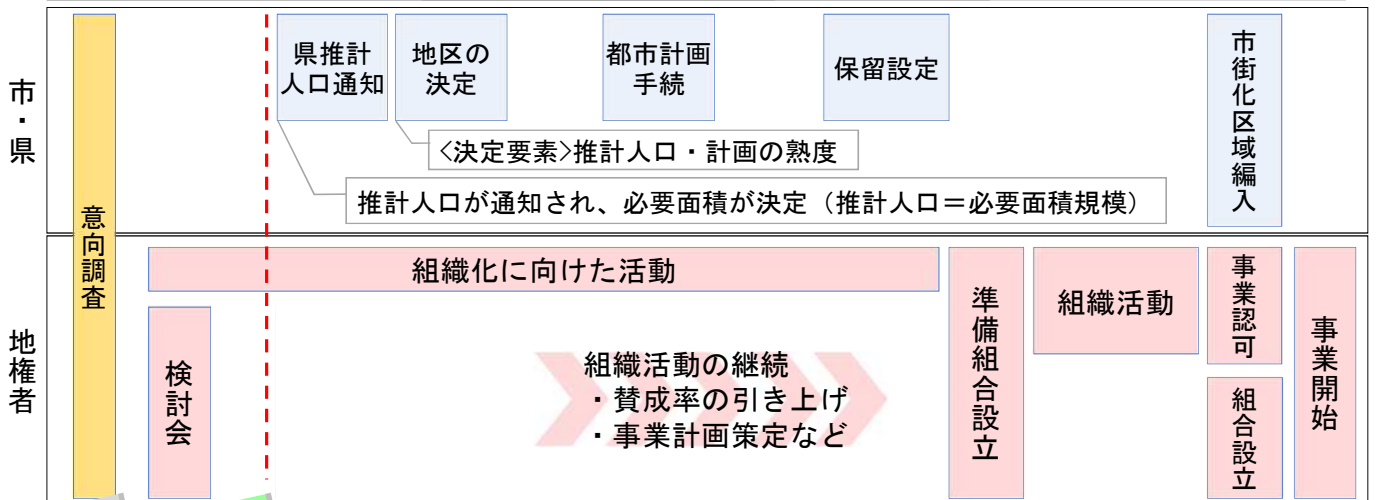 市・県
意向調査
県推計
人口通知
地区の
決定
都市計画
手続
保留設定
市街化区域編入
<決定要素>推計人口・計画の熟度
推計人口が通知され、必要面積が決定（推計人口＝必要面積規模）
地権者
組織化に向けた活動
検討会
組織活動の継続
・賛成率の引き上げ
・事業計画策定など
準備組合設立
組織活動
事業認可
組合設立
事業開始